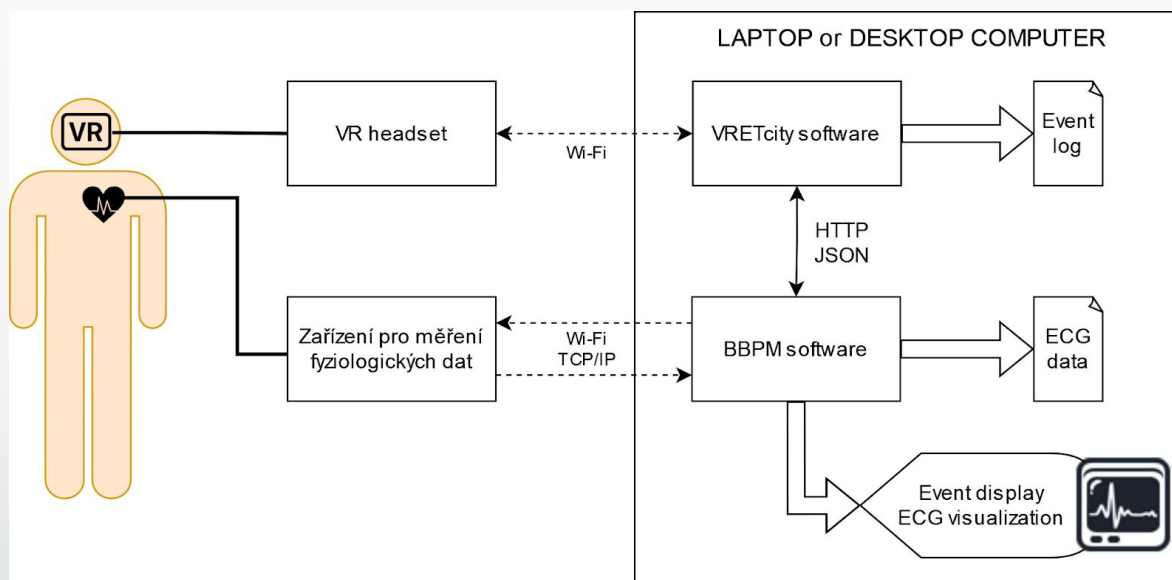 LAPTOP or DESKTOP COMPUTER
VR
VR headset
Wi-Fi
VRETcity software
Event
log
HTTP
JSON
Zařízení pro měření
fyziologických dat
Wi-Fi
TCP/IP
BBPM software
ECG
data
Event display
ECG visualization